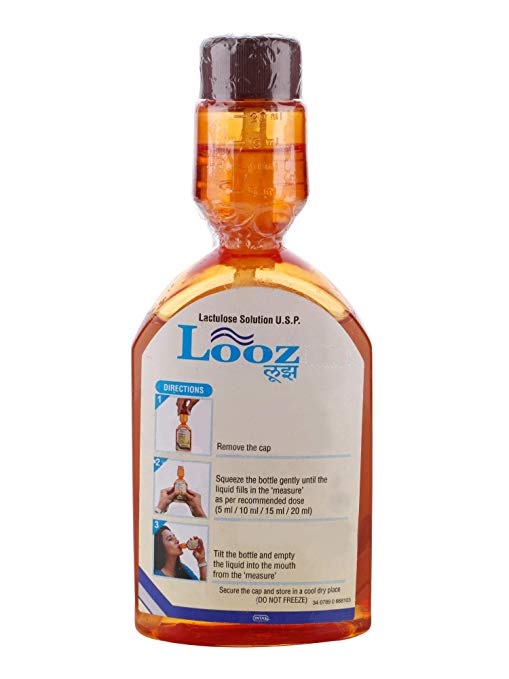 Lactulose Solution U.S.P.
Looz
लूझ
DIRECTIONS
1
Remove the cap
2
Squeeze the bottle gently until the
liquid fills in the 'measure'
as per recommended dose
(5 ml / 10 ml / 15 ml / 20 ml)
3
Tilt the bottle and empty
the liquid into the mouth
from the 'measure'
Secure the cap and store in a cool dry place
(DO NOT FREEZE)